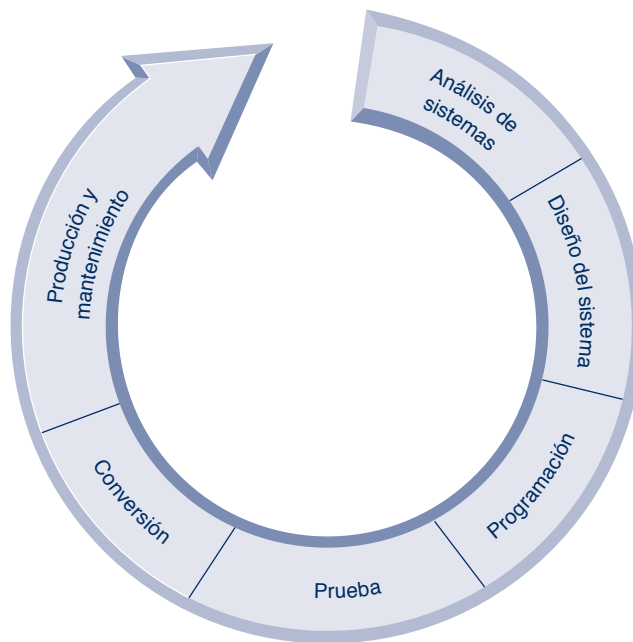 Análisis de
sistemas
Diseño del sistema
Programación
Prueba
Conversión
Producción y
mantenimiento